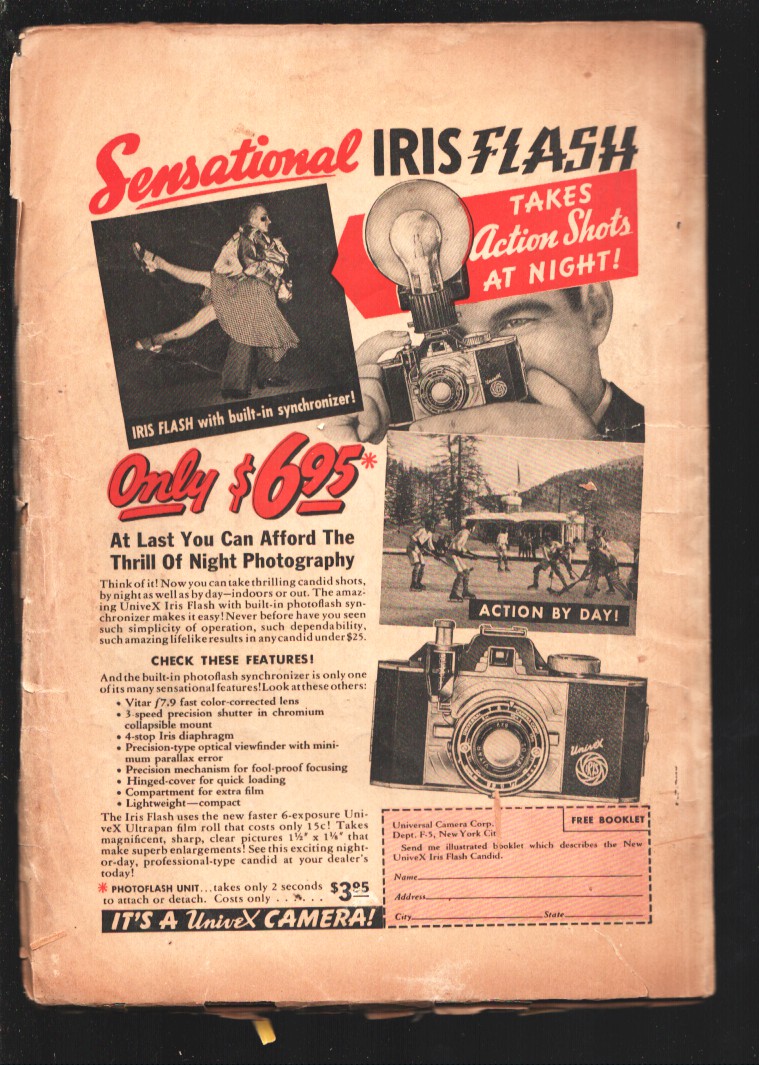 Sensational IRIS FLASH
TAKES
Action Shots
AT NIGHT!
UniveX
IRIS FLASH with built-in synchronizer!
Only $6.95*
At Last You Can Afford The
Thrill Of Night Photography
Think of it! Now you can take thrilling candid shots,
by night as well as by day—indoors or out. The amaz-
ing UniveX Iris Flash with built-in photoflash syn-
chronizer makes it easy! Never before have you seen
such simplicity of operation, such dependability,
such amazing lifelike results in any candid under $25.
CHECK THESE FEATURES!
And the built-in photoflash synchronizer is only one
of its many sensational features! Look at these others:
• Vitar f7.9 fast color-corrected lens
• 3-speed precision shutter in chromium
collapsible mount
• 4-stop Iris diaphragm
• Precision-type optical viewfinder with mini-
mum parallax error
• Precision mechanism for fool-proof focusing
• Hinged-cover for quick loading
• Compartment for extra film
• Lightweight—compact
The Iris Flash uses the new faster 6-exposure Uni-
veX Ultrapan film roll that costs only 15c! Takes
magnificent, sharp, clear pictures 1½" x 1⅛" that
make superb enlargements! See this exciting night-
or-day, professional-type candid at your dealer's
today!
* PHOTOFLASH UNIT...takes only 2 seconds
to attach or detach. Costs only . . . . . . $3.95
IT'S A UniveX CAMERA!
ACTION BY DAY!
UniveX
IRIS
FREE BOOKLET
Universal Camera Corp.
Dept. F-5, New York Cit
Send me illustrated booklet which describes the New
UniveX Iris Flash Candid.
Name
Address
City State